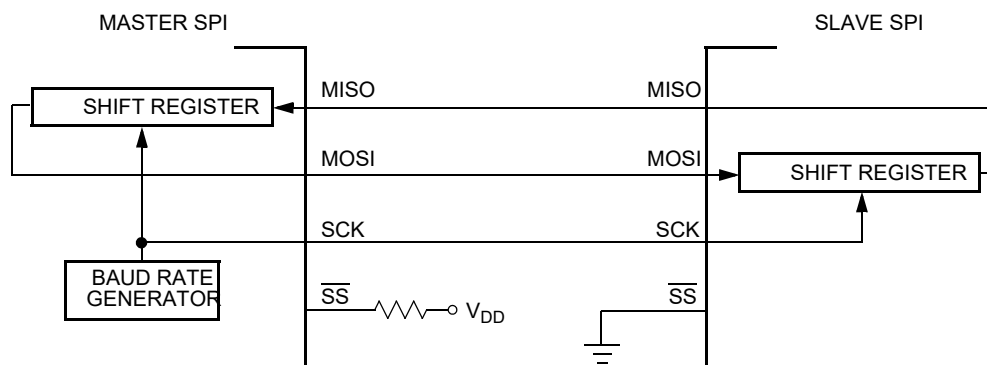 MASTER SPI
SLAVE SPI
SHIFT REGISTER
MISO
MISO
MOSI
MOSI
SHIFT REGISTER
SCK
SCK
BAUD RATE
GENERATOR
SS
VDD
SS